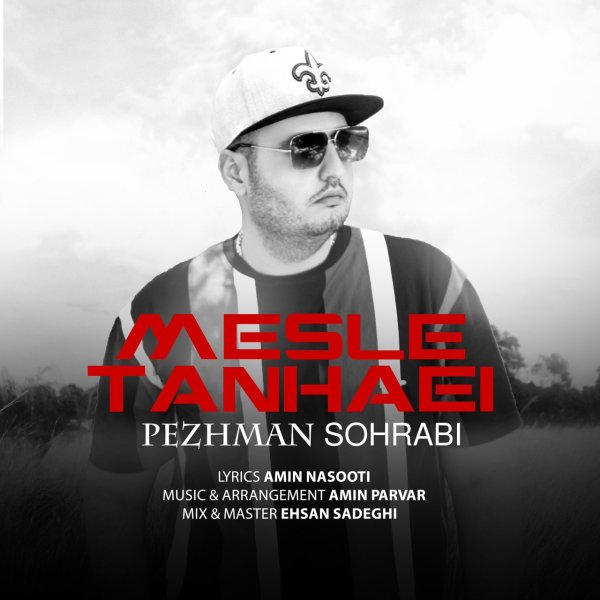 MESLE
TANHAEI
PEZHMAN SOHRABI
LYRICS AMIN NASOOTI
MUSIC & ARRANGEMENT AMIN PARVAR
MIX & MASTER EHSAN SADEGHI